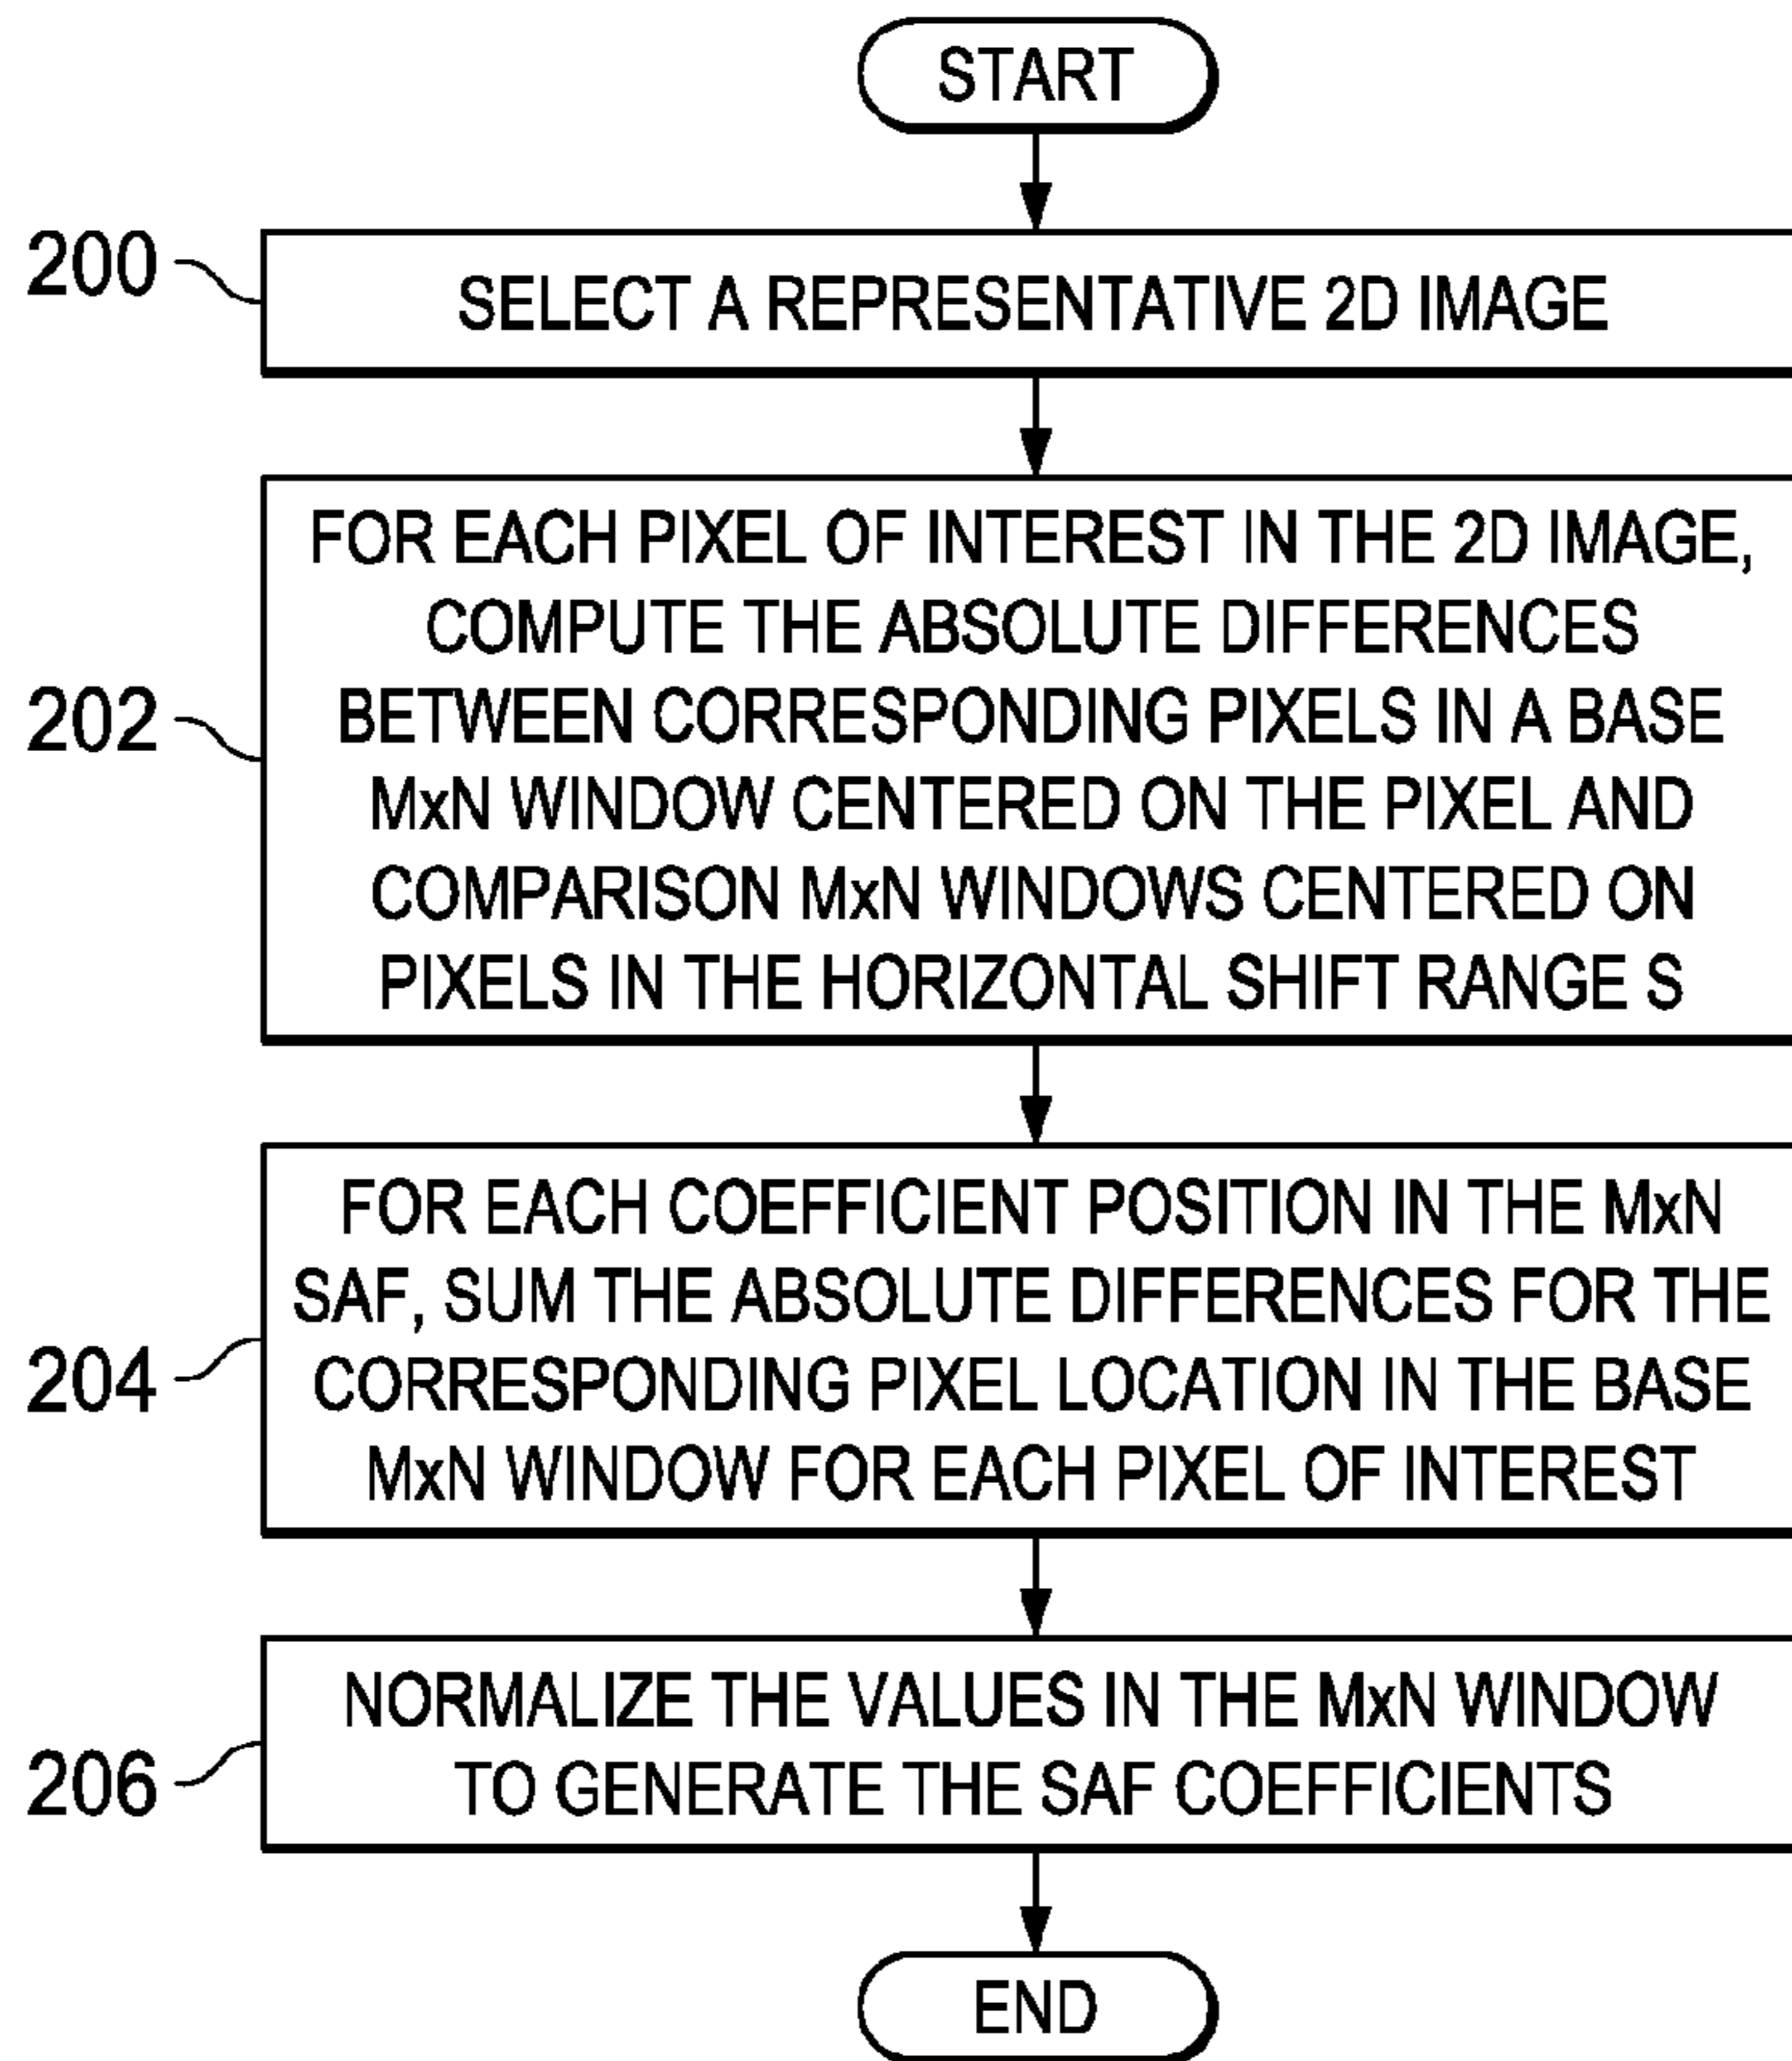 START
200
SELECT A REPRESENTATIVE 2D IMAGE
FOR EACH PIXEL OF INTEREST IN THE 2D IMAGE,
COMPUTE THE ABSOLUTE DIFFERENCES
202
BETWEEN CORRESPONDING PIXELS IN A BASE
MxN WINDOW CENTERED ON THE PIXEL AND
COMPARISON MxN WINDOWS CENTERED ON
PIXELS IN THE HORIZONTAL SHIFT RANGE S
FOR EACH COEFFICIENT POSITION IN THE MxN
SAF, SUM THE ABSOLUTE DIFFERENCES FOR THE
204
CORRESPONDING PIXEL LOCATION IN THE BASE
MxN WINDOW FOR EACH PIXEL OF INTEREST
NORMALIZE THE VALUES IN THE MxN WINDOW
206
TO GENERATE THE SAF COEFFICIENTS
END